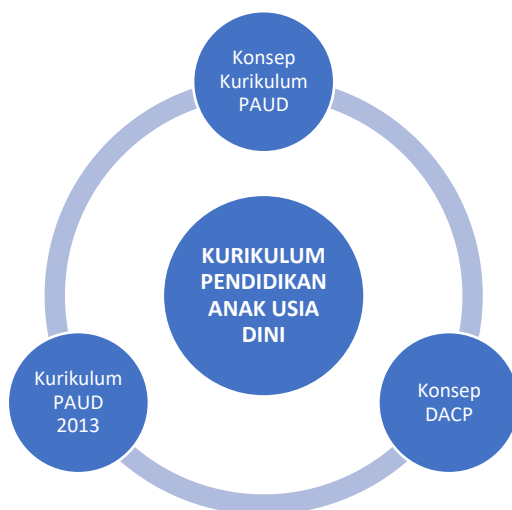 Konsep
Kurikulum
PAUD
KURIKULUM
PENDIDIKAN
ANAK USIA
DINI
Kurikulum
PAUD
2013
Konsep
DACP